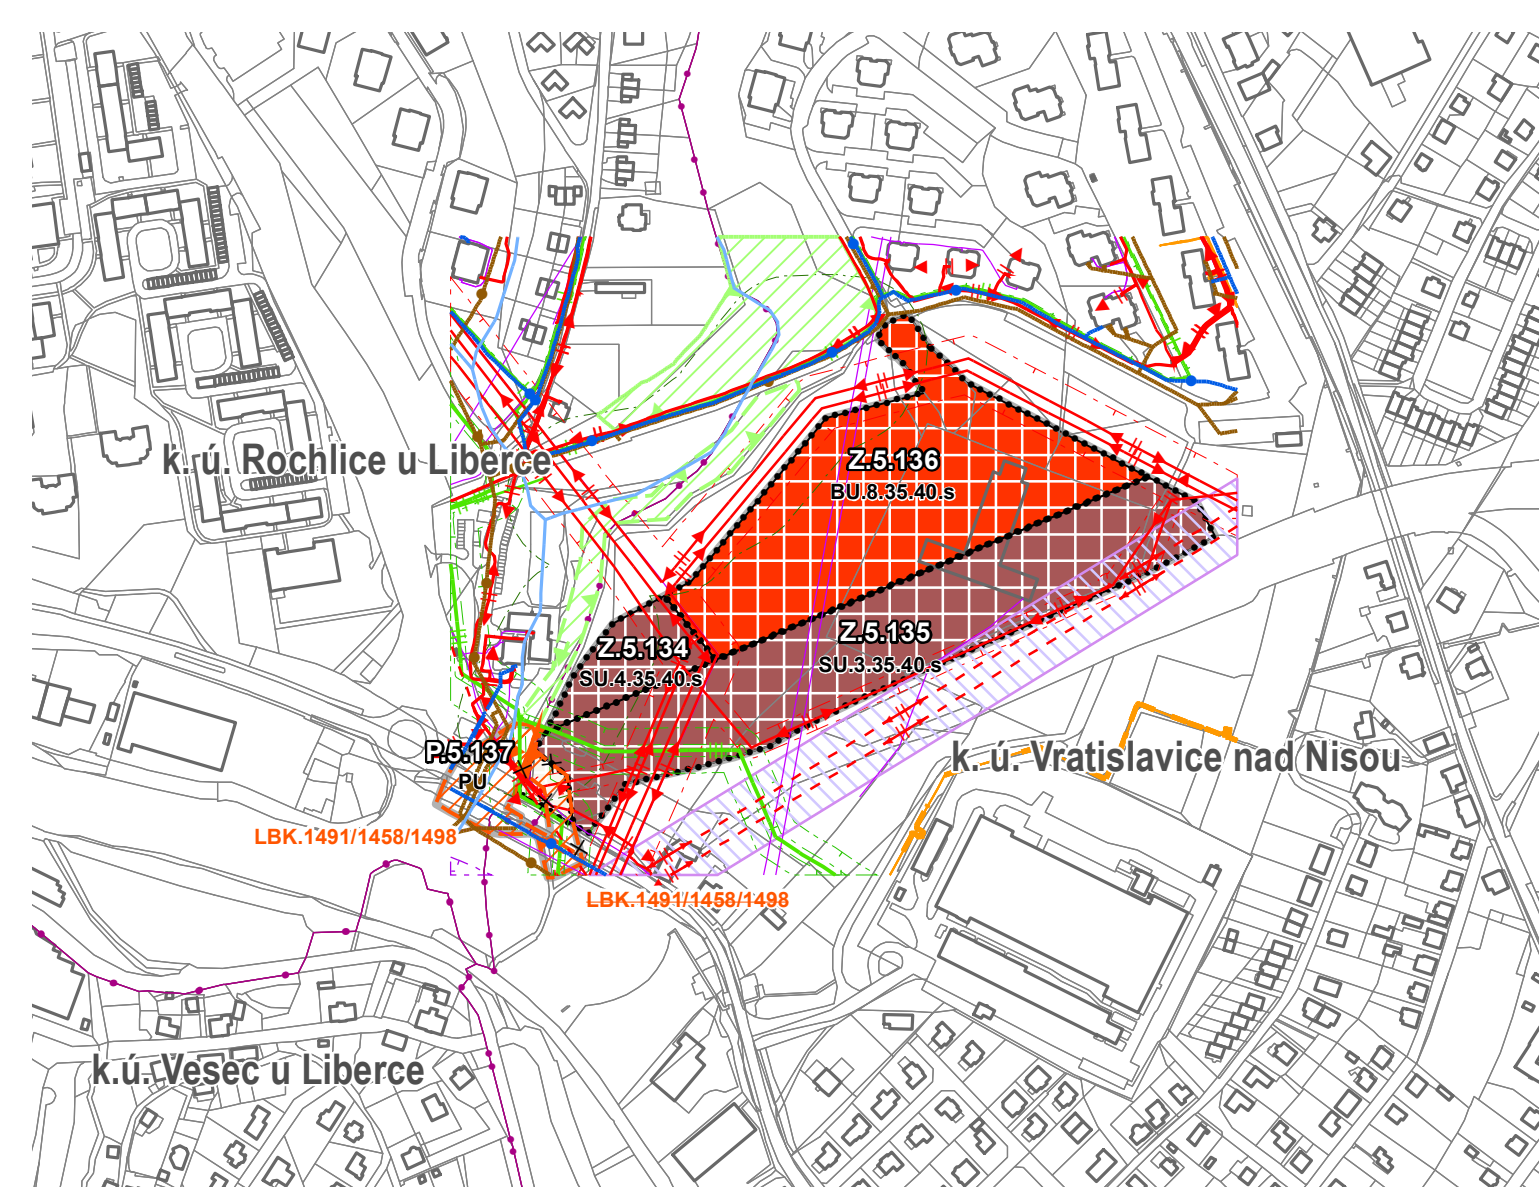 k. ú. Rochlice u Liberce
Z.5.136
BU.8.35.40.s
Z.5.134
SU.4.35.40.s
Z.5.135
SU.3.35.40.s
P.5.137
PU
k. ú. Vratislavice nad Nisou
LBK.1491/1458/1498
LBK.1491/1458/1498
k.ú. Vesec u Liberce